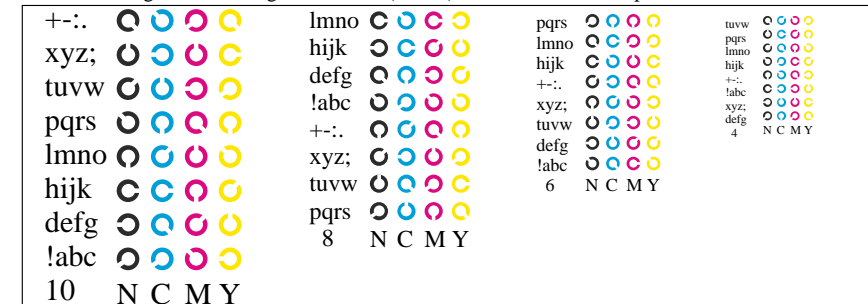 +-:.
xyz;
tuvw
pqrs
lmno
hijk
defg
!abc
10 N C M Y
lmno
hijk
defg
!abc
+-:.
xyz;
tuvw
pqrs
8 N C M Y
pqrs
lmno
hijk
+-:.
xyz;
tuvw
defg
!abc
6 N C M Y
tuvw
pqrs
lmno
hijk
+-:.
!abc
xyz;
defg
4 N C M Y